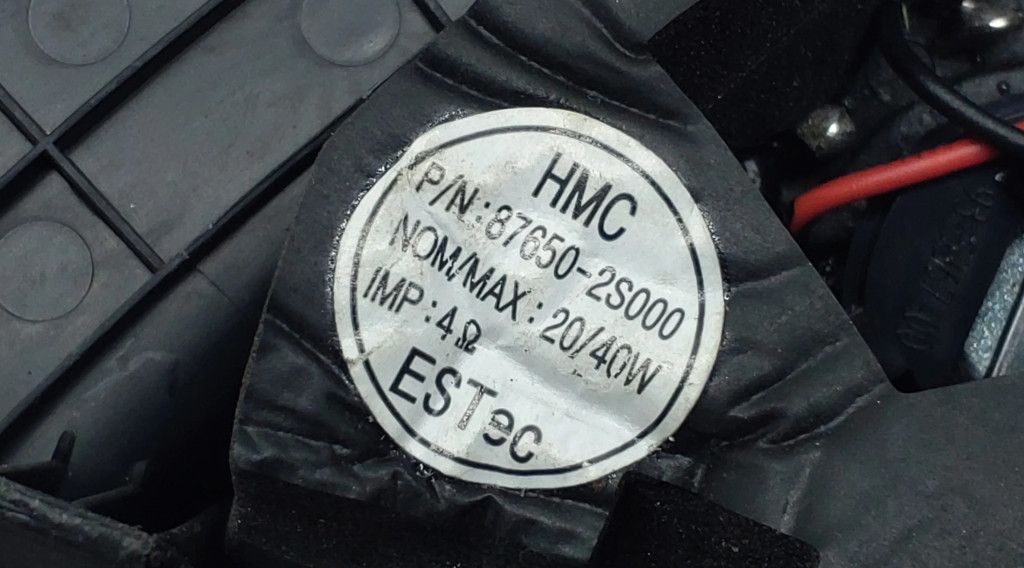 HMC
P/N:87650-2S000
NOM/MAX:20/40W
IMP:4Ω
ESTec